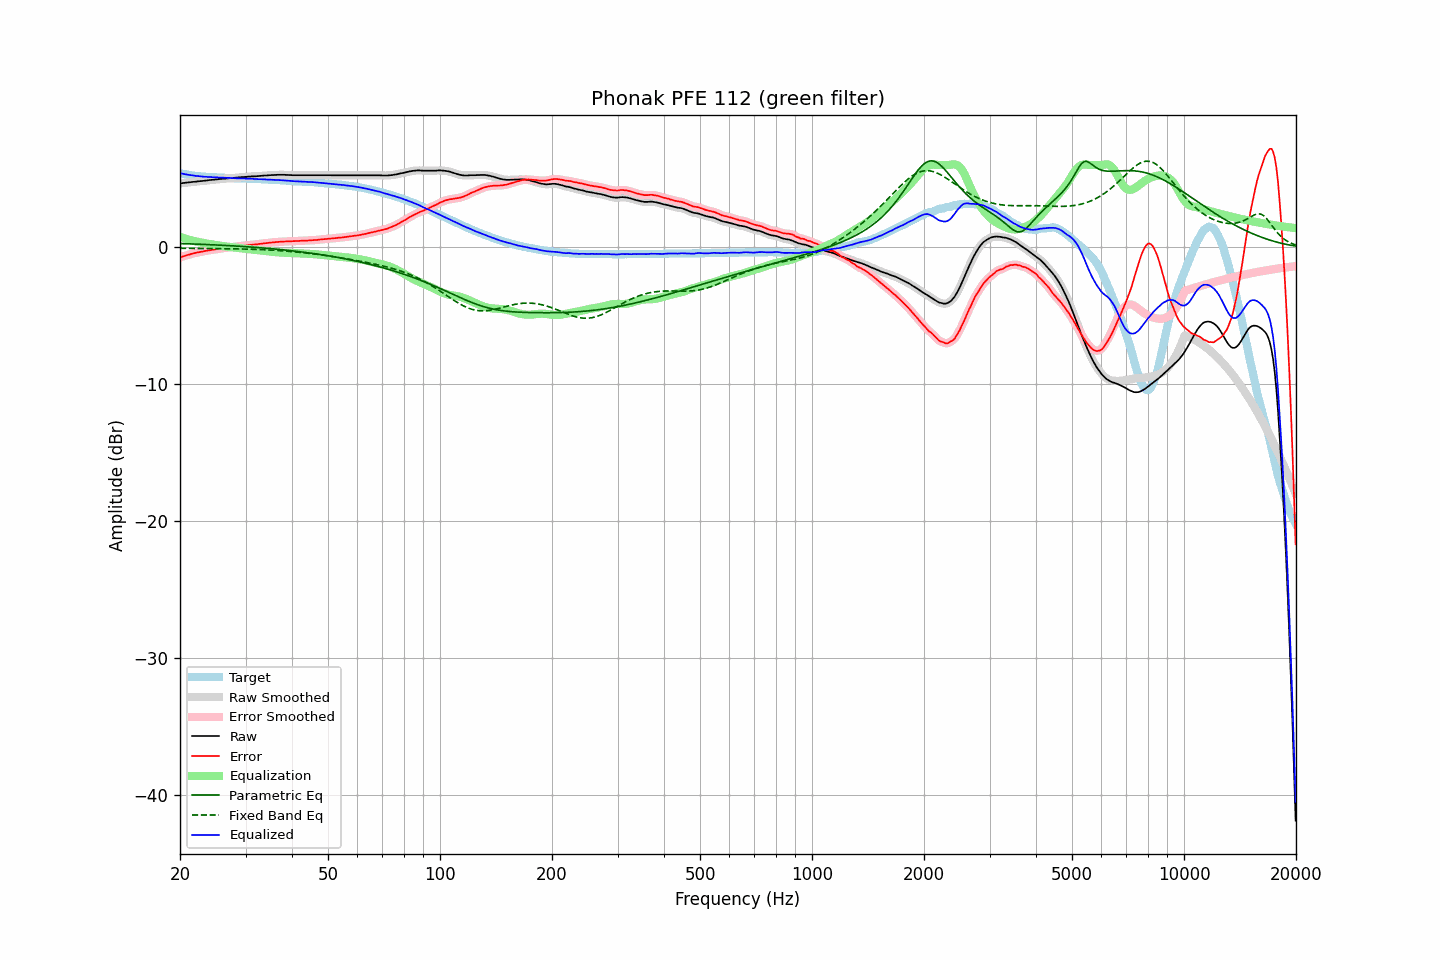 Phonak PFE 112 (green filter)
Amplitude (dBr)
0
−10
−20
−30
−40
Target
Raw Smoothed
Error Smoothed
Raw
Error
Equalization
Parametric Eq
Fixed Band Eq
Equalized
20 50 100 200 500 1000 2000 5000 10000 20000
Frequency (Hz)